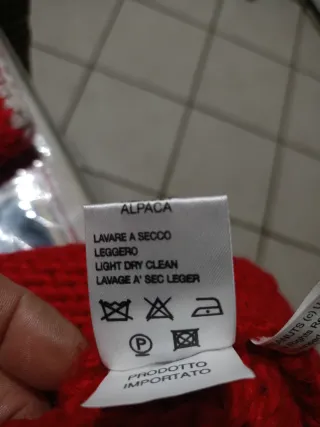 ALPACA
LAVARE A SECCO
LEGGERO
LIGHT DRY CLEAN
LAVAGE A' SEC LEGER
P
PRODOTTO
IMPORTATO